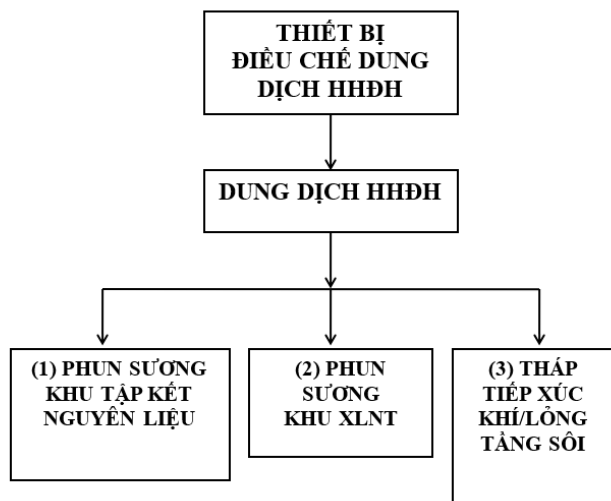 THIẾT BỊ
ĐIỀU CHẾ DUNG
DỊCH HHĐH
DUNG DỊCH HHĐH
(1) PHUN SƯƠNG
KHU TẬP KẾT
NGUYÊN LIỆU
(2) PHUN
SƯƠNG
KHU XLNT
(3) THÁP
TIẾP XÚC
KHÍ/LỎNG
TẦNG SÔI